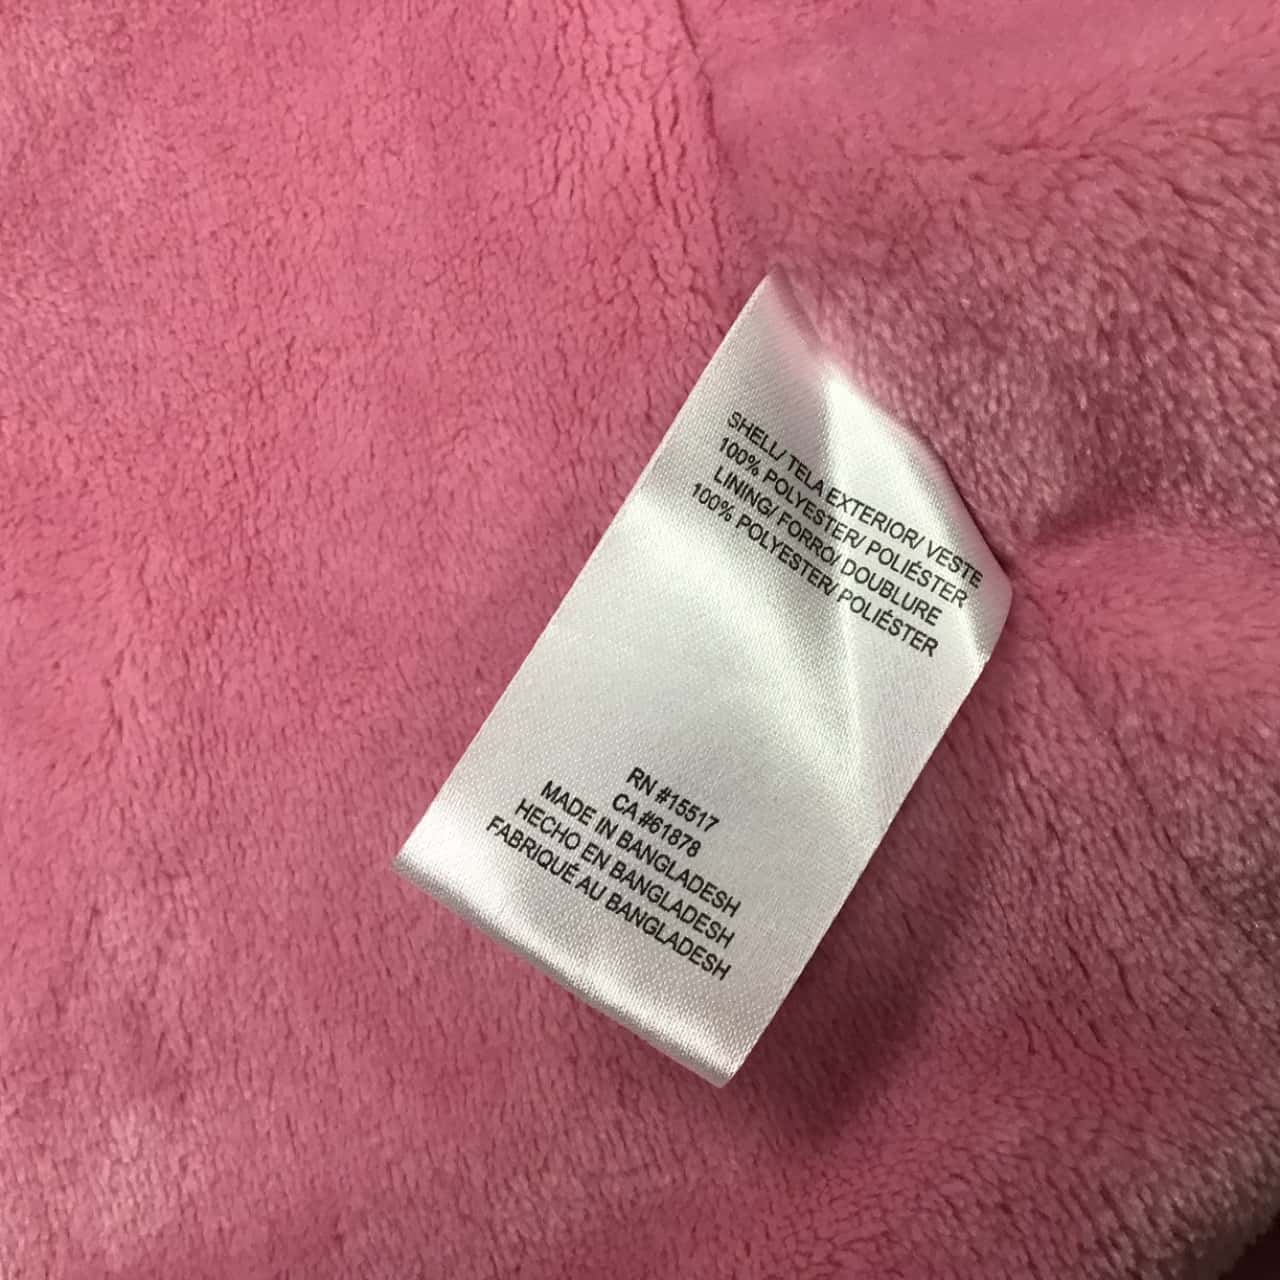 SHELL/ TELA EXTERIOR/ VESTE
100% POLYESTER/ POLIÉSTER
LINING/ FORRO/ DOUBLURE
100% POLYESTER/ POLIÉSTER
RN #15517
CA #61878
MADE IN BANGLADESH
HECHO EN BANGLADESH
FABRIQUÉ AU BANGLADESH